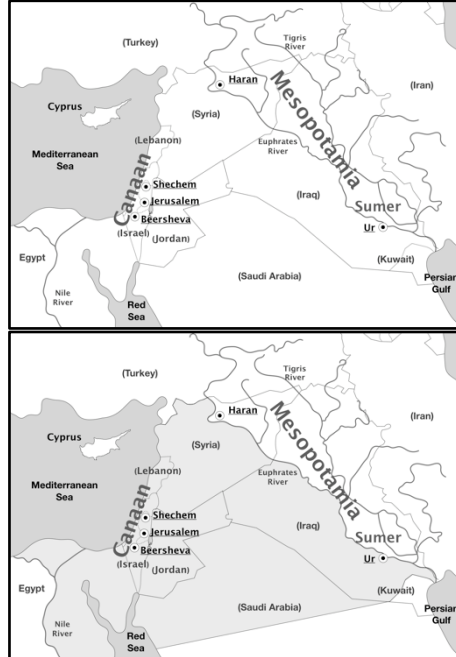 (Turkey)
Tigris
River
Haran
Mesopotamia
(Iran)
Cyprus
(Syria)
(Lebanon)
Mediterranean
Sea
Euphrates
River
Canaan
Shechem
Jerusalem
Beersheva
(Iraq)
Sumer
Ur
(Israel)
(Jordan)
Egypt
(Kuwait)
(Saudi Arabia)
Nile
River
Red
Sea
Persian
Gulf
(Turkey)
Tigris
River
Haran
Mesopotamia
(Iran)
Cyprus
(Syria)
(Lebanon)
Mediterranean
Sea
Euphrates
River
Canaan
Shechem
Jerusalem
Beersheva
(Iraq)
Sumer
Ur
(Israel)
(Jordan)
Egypt
(Kuwait)
(Saudi Arabia)
Nile
River
Red
Sea
Persian
Gulf